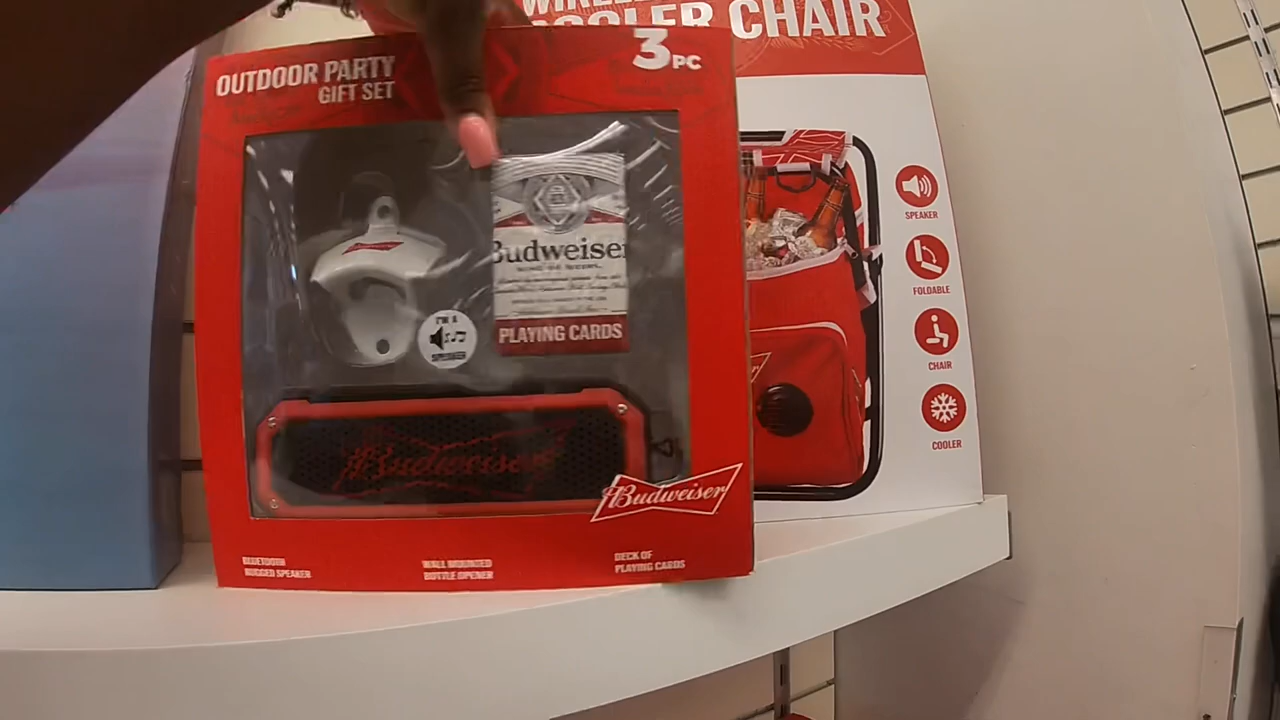 OUTDOOR PARTY
GIFT SET
3PC
Budweiser
PLAYING CARDS
I'M A
SPEAKER
Budweiser
Budweiser
BLUETOOTH
RUGGED SPEAKER
WALL MOUNTED
BOTTLE OPENER
DECK OF
PLAYING CARDS
COOLER CHAIR
SPEAKER
FOLDABLE
CHAIR
COOLER